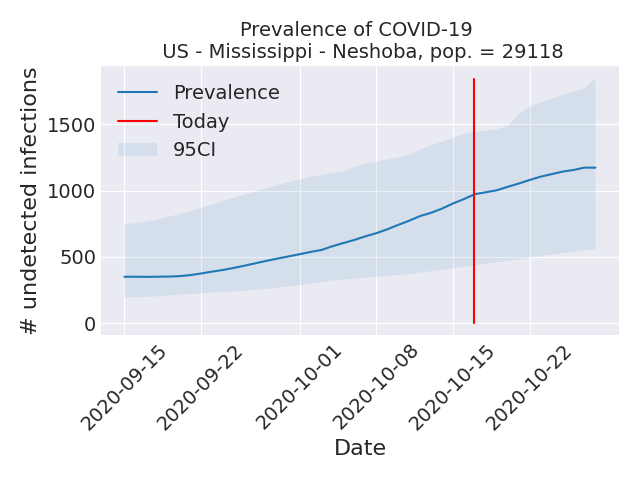 Prevalence of COVID-19
US - Mississippi - Neshoba, pop. = 29118
# undetected infections
1500
1000
500
0
Prevalence
Today
95CI
2020-09-15
2020-09-22
2020-10-01
2020-10-08
2020-10-15
2020-10-22
Date